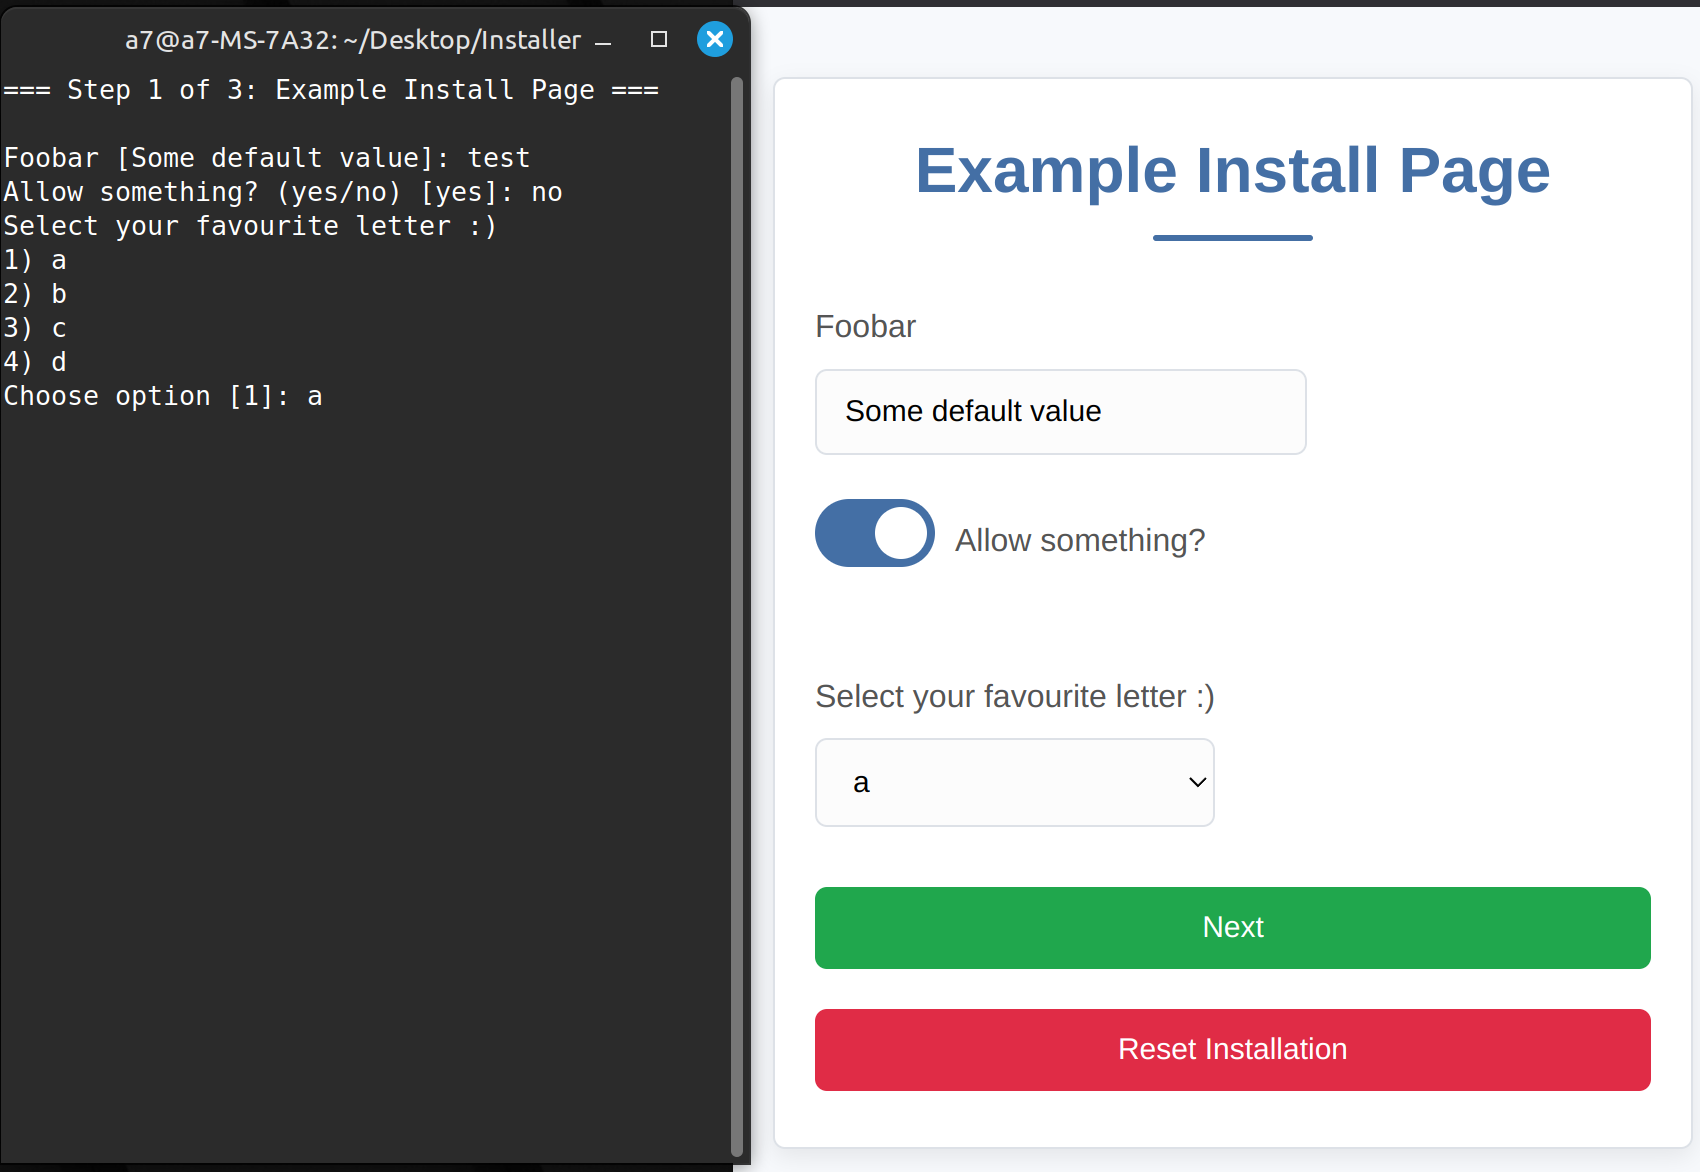 a7@a7-MS-7A32: ~/Desktop/Installer
=== Step 1 of 3: Example Install Page ===
Foobar [Some default value]: test
Allow something? (yes/no) [yes]: no
Select your favourite letter :)
1) a
2) b
3) c
4) d
Choose option [1]: a
Example Install Page
Foobar
Some default value
Allow something?
Select your favourite letter :)
a
Next
Reset Installation